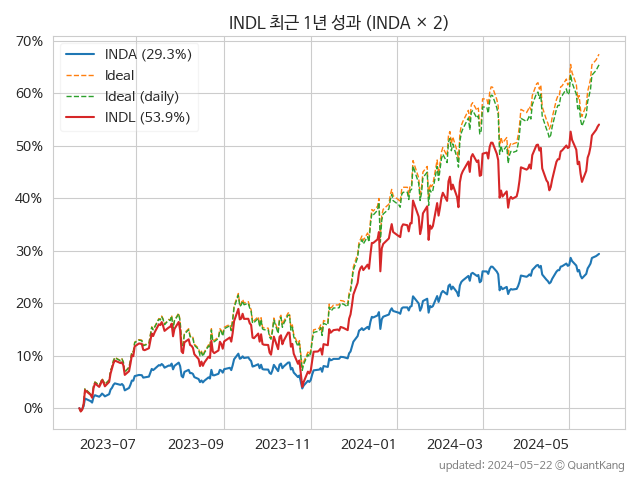 INDL 최근 1년 성과 (INDA × 2)
70%
60%
50%
40%
30%
20%
10%
0%
INDA (29.3%)
Ideal
Ideal (daily)
INDL (53.9%)
2023-07 2023-09 2023-11 2024-01 2024-03 2024-05
updated: 2024-05-22 © QuantKang